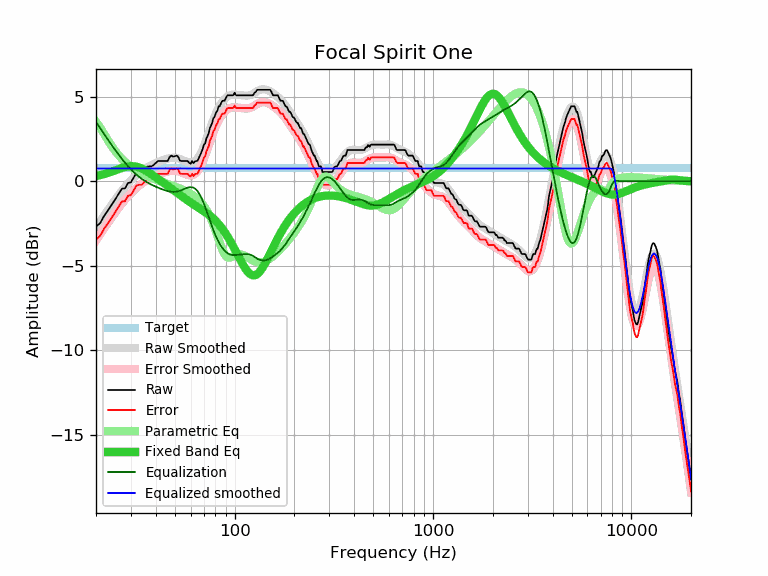 Focal Spirit One
Amplitude (dBr)
5
0
−5
−10
−15
Target
Raw Smoothed
Error Smoothed
Raw
Error
Parametric Eq
Fixed Band Eq
Equalization
Equalized smoothed
100
1000
10000
Frequency (Hz)